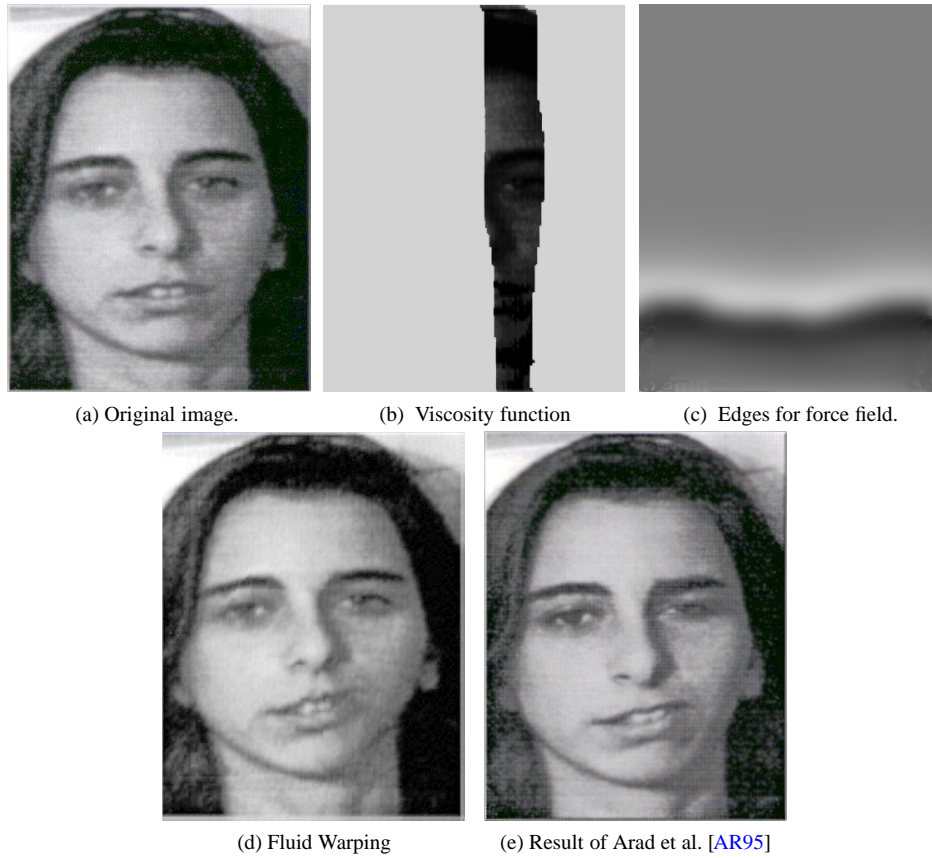 (a) Original image.
(b) Viscosity function
(c) Edges for force field.
(d) Fluid Warping
(e) Result of Arad et al. [AR95]